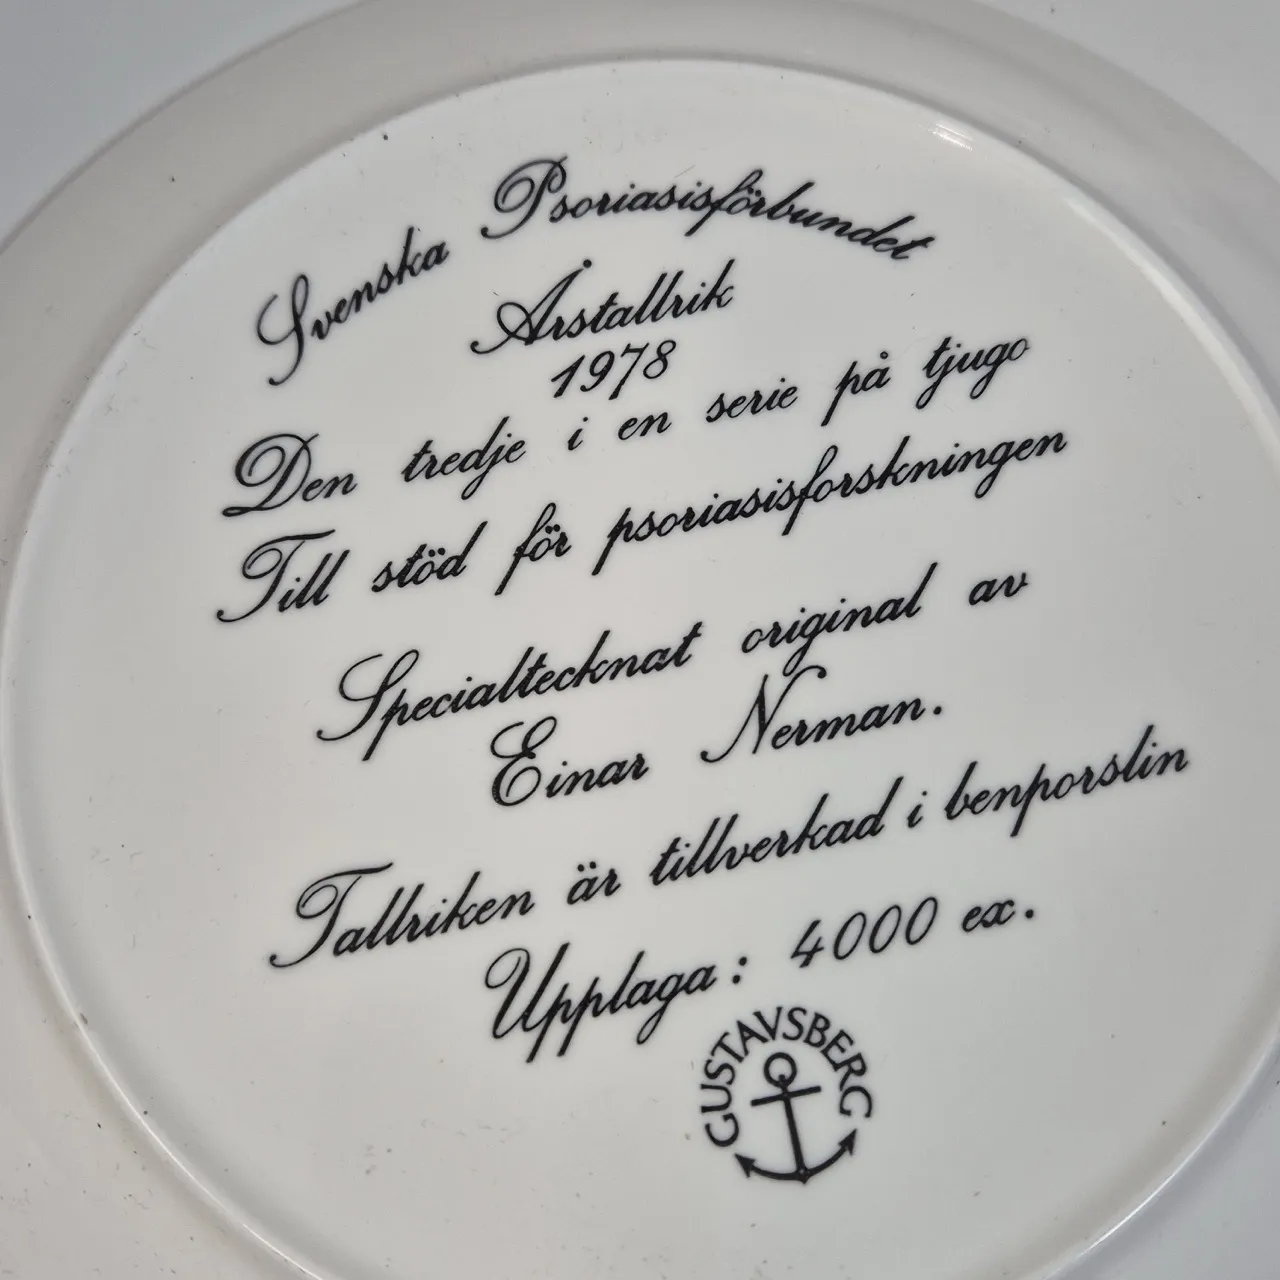 Svenska Psoriasisförbundet
Årstallrik
1978
Den tredje i en serie på tjugo
Till stöd för psoriasisforskningen
Specialtecknat original av
Einar Nerman.
Tallriken är tillverkad i benporslin
Upplaga: 4000 ex.
GUSTAVSBERG